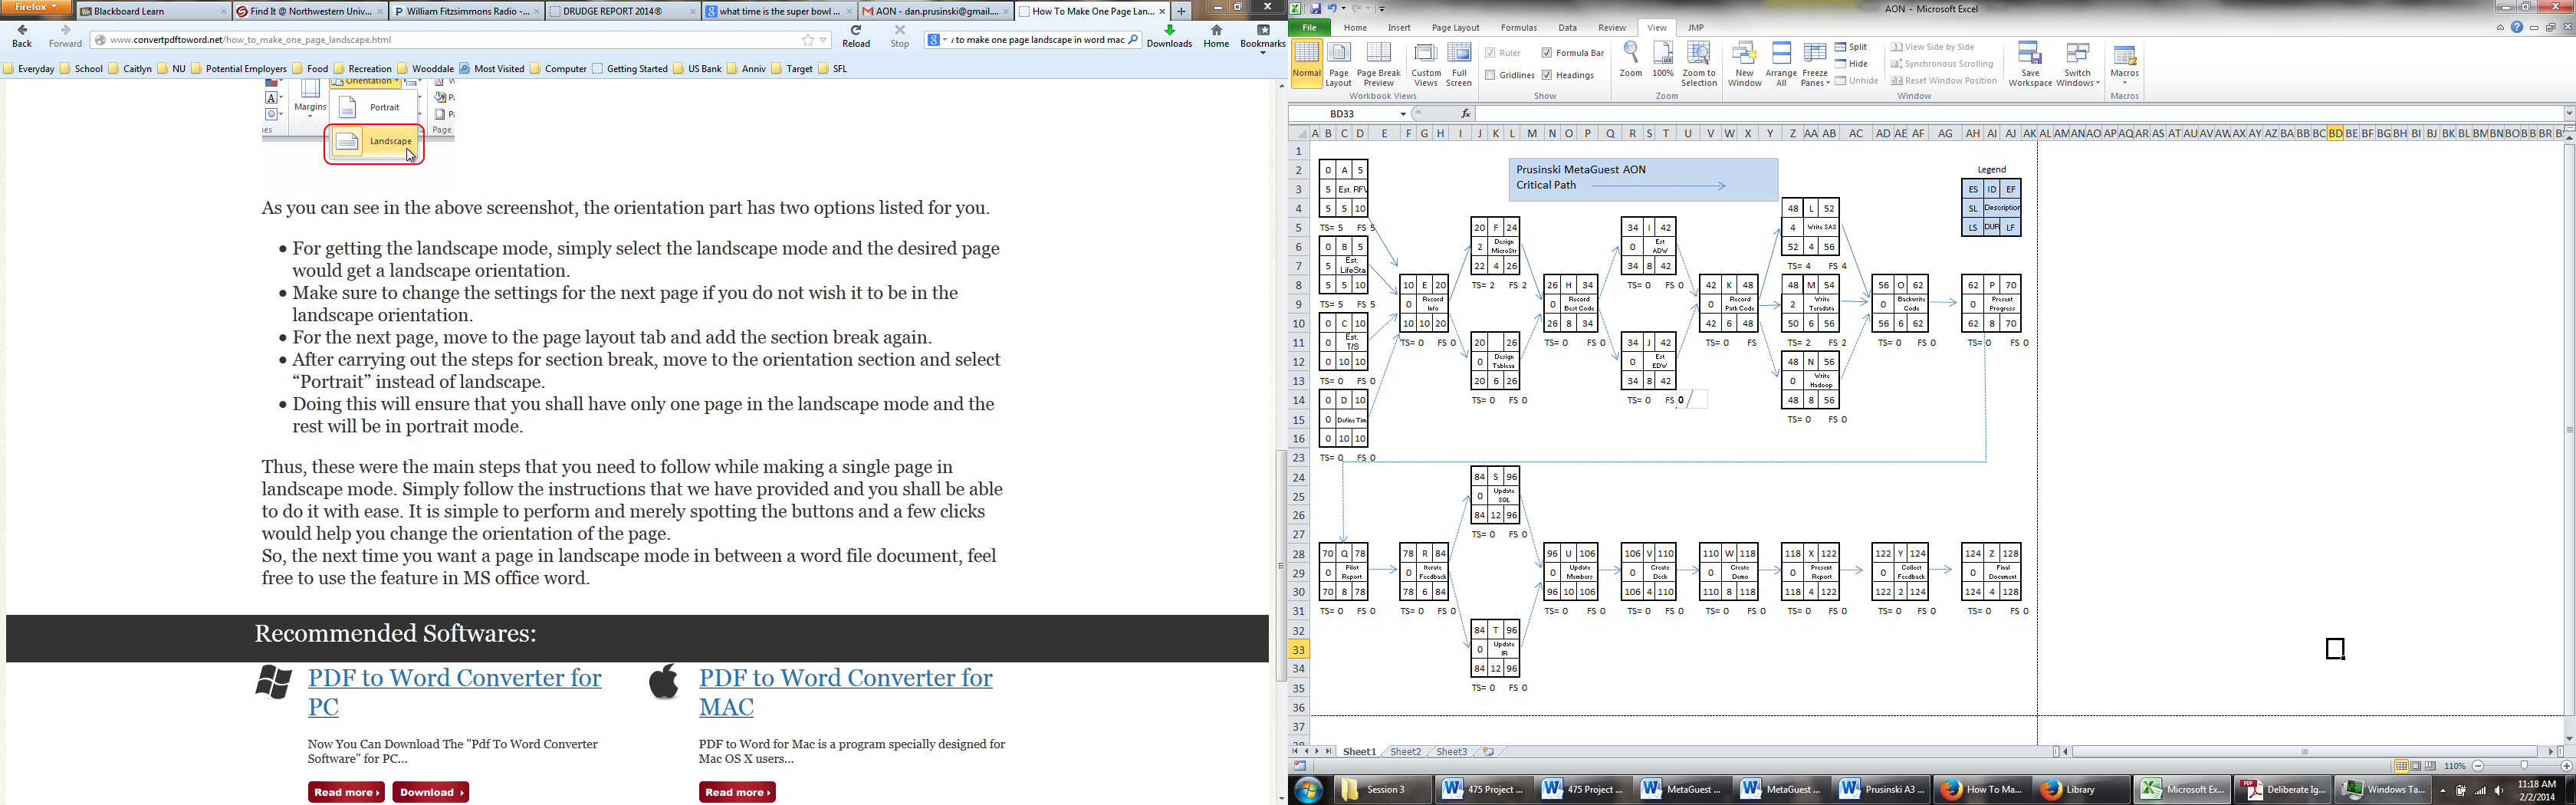 Firefox
Blackboard Learn
Find It @ Northwestern Univ...
William Fitzsimmons Radio -...
DRUDGE REPORT 2014®
what time is the super bowl ...
AON - dan.prusinski@gmail....
How To Make One Page Lan...
Back
Forward
www.convertpdftoword.net/how_to_make_one_page_landscape.html
Reload
Stop
to make one page landscape in word mac
Downloads
Home
Bookmarks
Everyday
School
Caitlyn
NU
Potential Employers
Food
Recreation
Wooddale
Most Visited
Computer
Getting Started
US Bank
Anniv
Target
SFL
Orientation
Margins
Portrait
Landscape
Page
As you can see in the above screenshot, the orientation part has two options listed for you.
• For getting the landscape mode, simply select the landscape mode and the desired page
would get a landscape orientation.
• Make sure to change the settings for the next page if you do not wish it to be in the
landscape orientation.
• For the next page, move to the page layout tab and add the section break again.
• After carrying out the steps for section break, move to the orientation section and select
“Portrait” instead of landscape.
• Doing this will ensure that you shall have only one page in the landscape mode and the
rest will be in portrait mode.
Thus, these were the main steps that you need to follow while making a single page in
landscape mode. Simply follow the instructions that we have provided and you shall be able
to do it with ease. It is simple to perform and merely spotting the buttons and a few clicks
would help you change the orientation of the page.
So, the next time you want a page in landscape mode in between a word file document, feel
free to use the feature in MS office word.
Recommended Softwares:
PDF to Word Converter for
PC
Now You Can Download The "Pdf To Word Converter
Software" for PC...
Read more
Download
PDF to Word Converter for
MAC
PDF to Word for Mac is a program specially designed for
Mac OS X users...
Read more
AON - Microsoft Excel
File
Home
Insert
Page Layout
Formulas
Data
Review
View
JMP
Normal
Page Layout
Page Break Preview
Custom Views
Full Screen
Workbook Views
Ruler
Formula Bar
Gridlines
Headings
Show
Zoom
100%
Zoom to Selection
Zoom
New Window
Arrange All
Freeze Panes
Split
Hide
Unhide
View Side by Side
Synchronous Scrolling
Reset Window Position
Window
Save Workspace
Switch Windows
Macros
Macros
BD33
fx
Prusinski MetaGuest AON
Critical Path
Legend
ES ID EF
SL Description
LS DUR LF
0 A 5
5 Est. RFV
5 5 10
TS= 5 FS 5
0 B 5
5 Est. LifeSta
5 5 10
TS= 5 FS 5
0 C 10
0 Est. T/S
0 10 10
TS= 0 FS 0
0 D 10
0 Define Tim
0 10 10
TS= 0 FS 0
10 E 20
0 Record Info
10 10 20
TS= 0 FS 0
20 F 24
2 Design MicroStr
22 4 26
TS= 2 FS 2
20 26
0 Design Tableau
20 6 26
TS= 0 FS 0
26 H 34
0 Record Best Code
26 8 34
TS= 0 FS 0
34 I 42
0 Est ADW
34 8 42
TS= 0 FS 0
34 J 42
0 Est EDW
34 8 42
TS= 0 FS 0
42 K 48
0 Record Path Code
42 6 48
TS= 0 FS
48 L 52
4 Write SAS
52 4 56
TS= 4 FS 4
48 M 54
2 Write Teradata
50 6 56
TS= 2 FS 2
48 N 56
0 Write Hadoop
48 8 56
TS= 0 FS 0
56 O 62
0 Backwrite Code
56 6 62
TS= 0 FS 0
62 P 70
0 Present Progress
62 8 70
TS= 0 FS 0
70 Q 78
0 Pilot Report
70 8 78
TS= 0 FS 0
78 R 84
0 Iterate Feedback
78 6 84
TS= 0 FS 0
84 S 96
0 Update SQL
84 12 96
TS= 0 FS 0
84 T 96
0 Update IR
84 12 96
TS= 0 FS 0
96 U 106
0 Update Members
96 10 106
TS= 0 FS 0
106 V 110
0 Create Deck
106 4 110
TS= 0 FS 0
110 W 118
0 Create Demo
110 8 118
TS= 0 FS 0
118 X 122
0 Present Report
118 4 122
TS= 0 FS 0
122 Y 124
0 Collect Feedback
122 2 124
TS= 0 FS 0
124 Z 128
0 Final Document
124 4 128
TS= 0 FS 0
Sheet1
Sheet2
Sheet3
110%
Session 3
475 Project ...
475 Project ...
MetaGuest ...
MetaGuest ...
Prusinski A3 ...
How To Ma...
Library
Microsoft Ex...
Deliberate Ig...
Windows Ta...
11:18 AM
2/2/2014